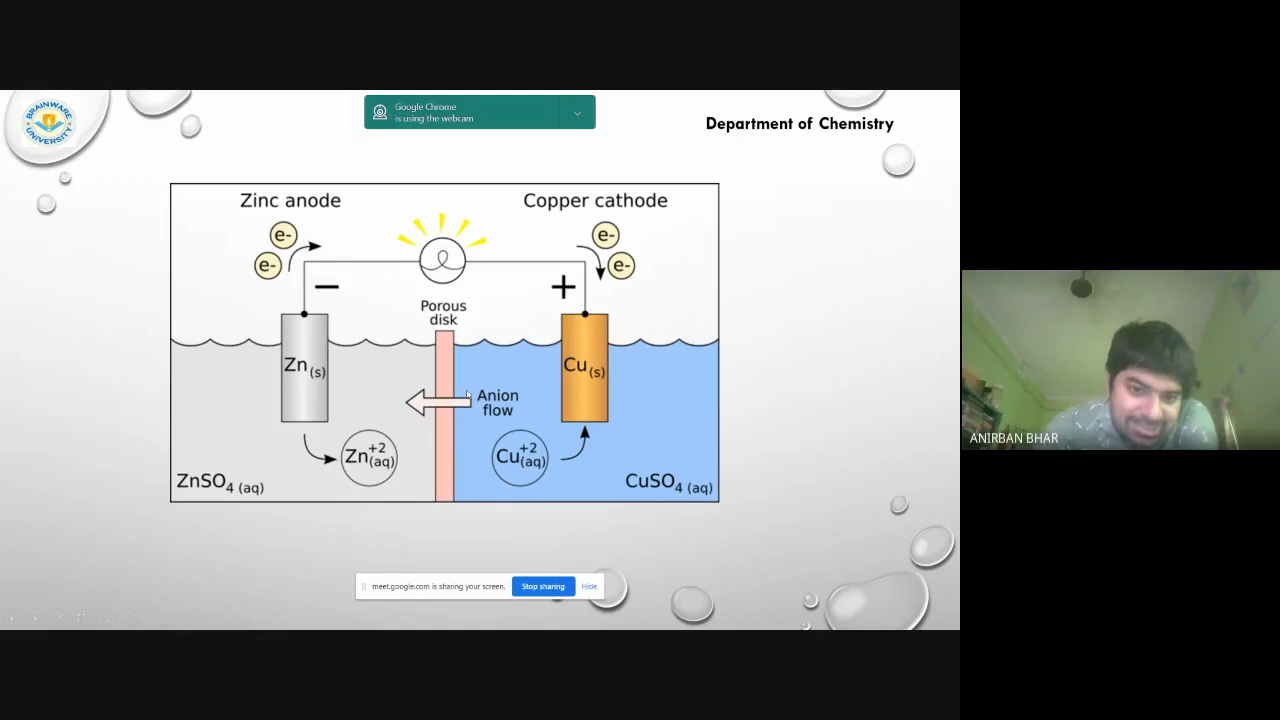 BRAINWARE
UNIVERSITY
Google Chrome
is using the webcam
Department of Chemistry
Zinc anode
Copper cathode
e-
e-
e-
e-
−
+
Porous
disk
Zn(s)
Cu(s)
Anion
flow
Zn+2(aq)
Cu+2(aq)
ZnSO4 (aq)
CuSO4 (aq)
meet.google.com is sharing your screen.
Stop sharing
Hide
ANIRBAN BHAR